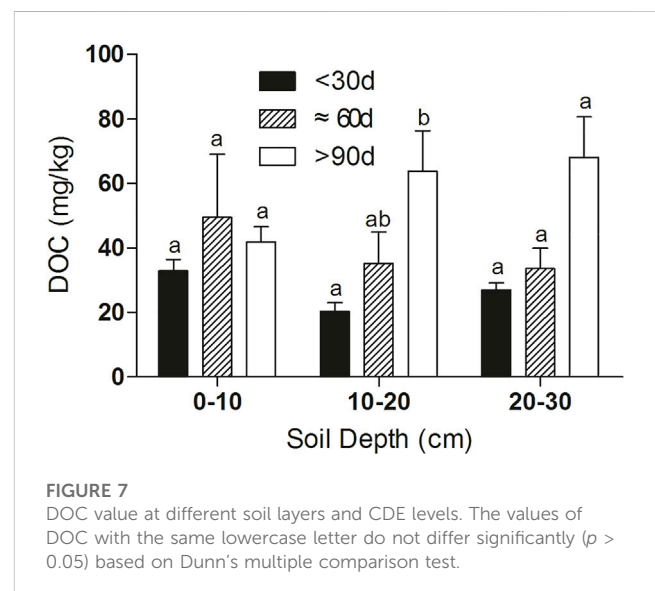 100
80
60
40
20
0
DOC (mg/kg)
<30d
≈ 60d
>90d
a
a
a
a
ab
b
a
a
a
0-10
10-20
20-30
Soil Depth (cm)
FIGURE 7
DOC value at different soil layers and CDE levels. The values of
DOC with the same lowercase letter do not differ significantly (p >
0.05) based on Dunn's multiple comparison test.